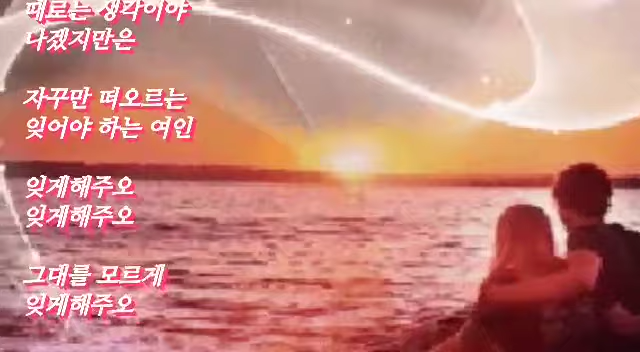 때로는 생각이야
나겠지만은
자꾸만 떠오르는
잊어야 하는 여인
잊게해주오
잊게해주오
그대를 모르게
잊게해주오